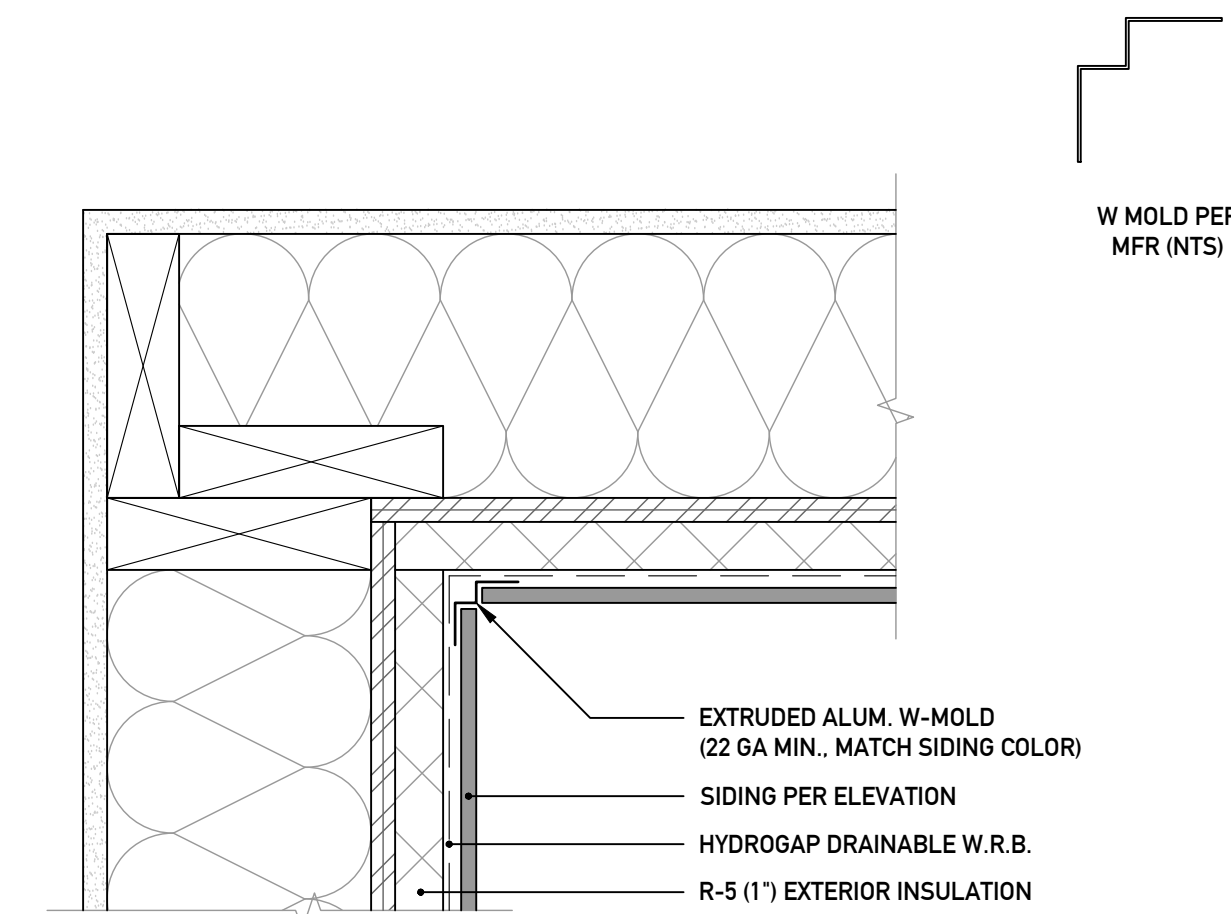 W MOLD PER
MFR (NTS)
EXTRUDED ALUM. W-MOLD
(22 GA MIN., MATCH SIDING COLOR)
SIDING PER ELEVATION
HYDROGAP DRAINABLE W.R.B.
R-5 (1") EXTERIOR INSULATION